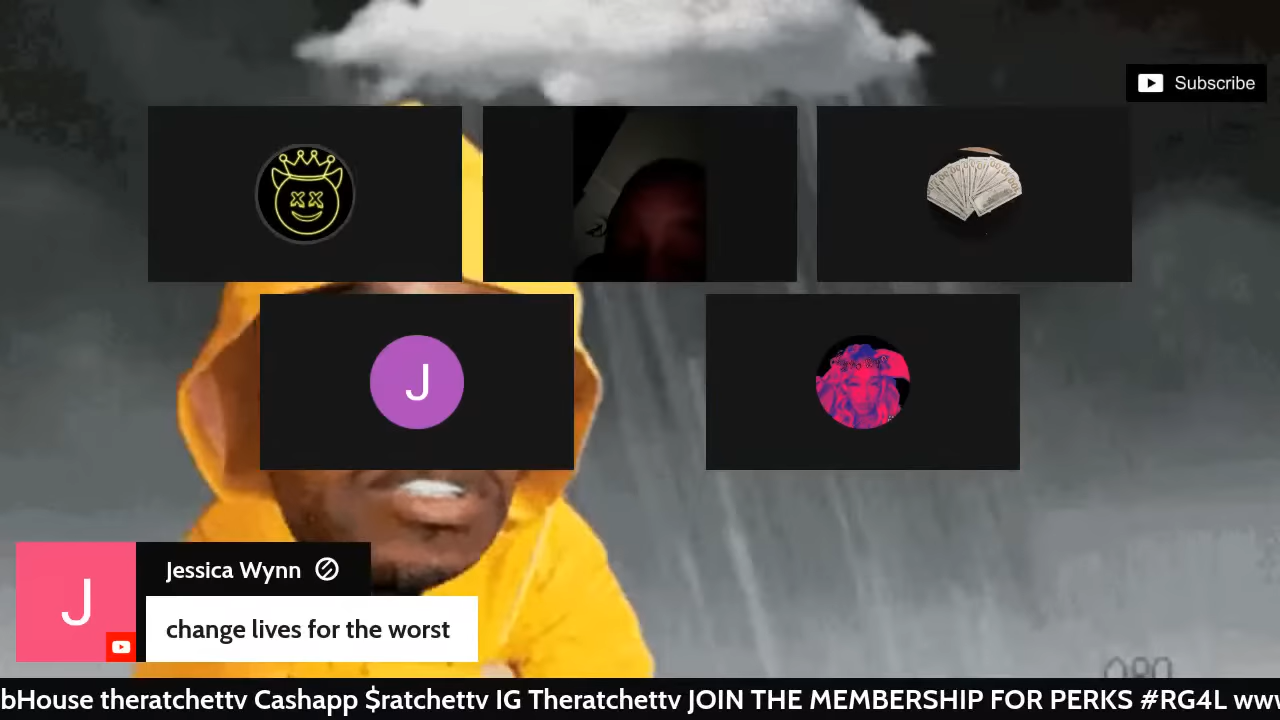 Subscribe
J
J
Jessica Wynn
change lives for the worst
bHouse theratchettv Cashapp $ratchettv IG Theratchettv JOIN THE MEMBERSHIP FOR PERKS #RG4L www